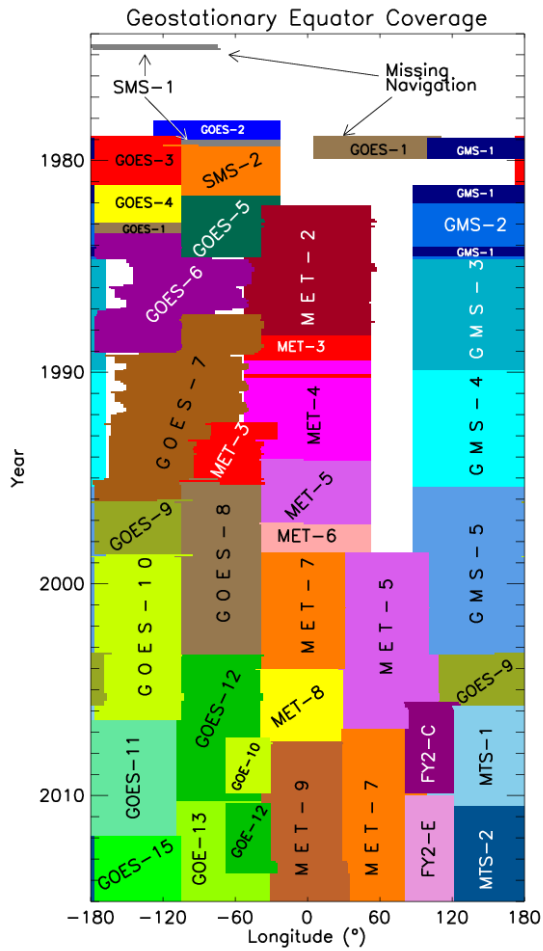 Geostationary Equator Coverage
SMS-1
Missing
Navigation
GOES-2
GOES-3
SMS-2
GOES-1
GMS-1
1980
GOES-4
GOES-1
GOES-5
GMS-1
GMS-2
GMS-1
GOES-6
MET-2
GMS-3
MET-3
1990
GOES-7
MET-4
GMS-4
MET-3
Year
MET-5
GOES-9
GOES-8
MET-6
GMS-5
2000
GOES-10
MET-7
MET-5
GOES-9
GOES-12
MET-8
GOES-11
GOE-10
FY2-C
MTS-1
2010
MET-9
MET-7
GOE-13
GOE-12
FY2-E
MTS-2
GOES-15
-180
-120
-60
0
60
120
180
Longitude (°)